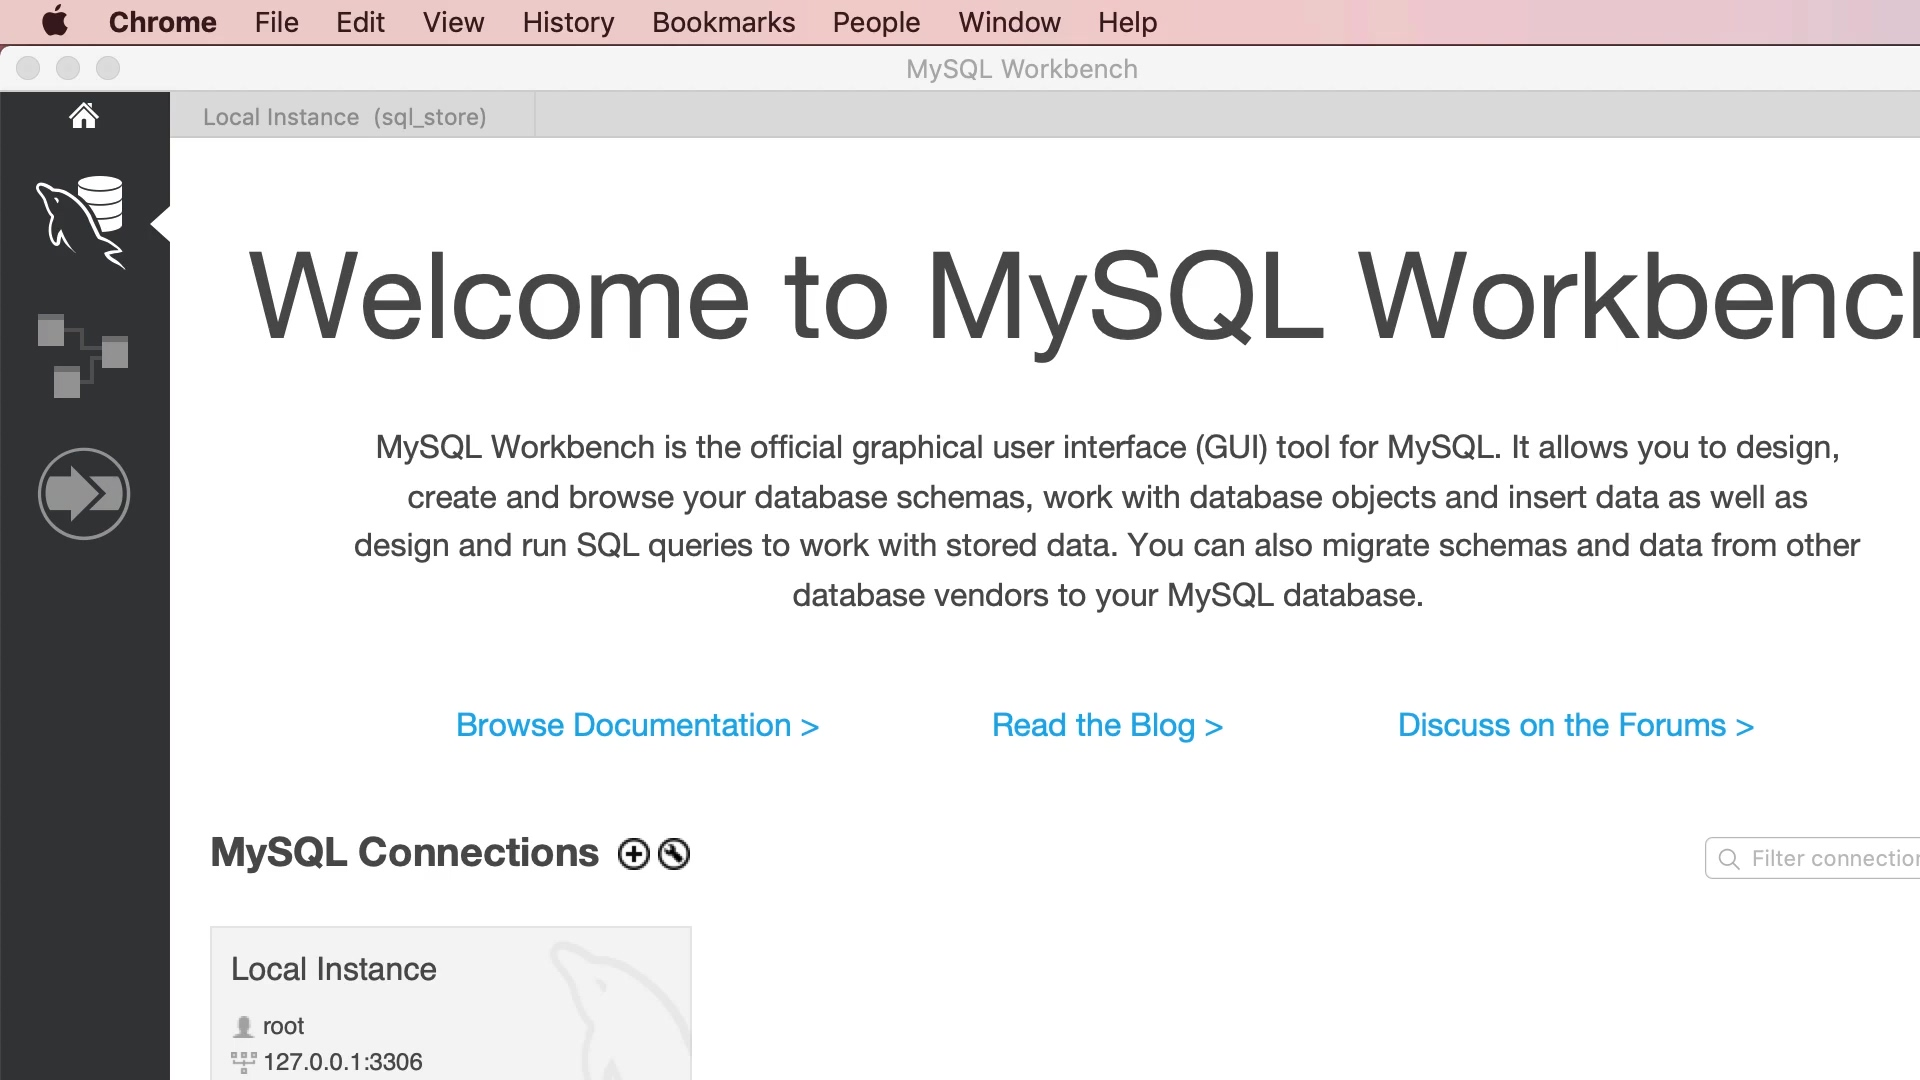 Chrome File Edit View History Bookmarks People Window Help
MySQL Workbench
Local Instance (sql_store)
Welcome to MySQL Workbench
MySQL Workbench is the official graphical user interface (GUI) tool for MySQL. It allows you to design,
create and browse your database schemas, work with database objects and insert data as well as
design and run SQL queries to work with stored data. You can also migrate schemas and data from other
database vendors to your MySQL database.
Browse Documentation > Read the Blog > Discuss on the Forums >
MySQL Connections
Filter connection
Local Instance
root
127.0.0.1:3306